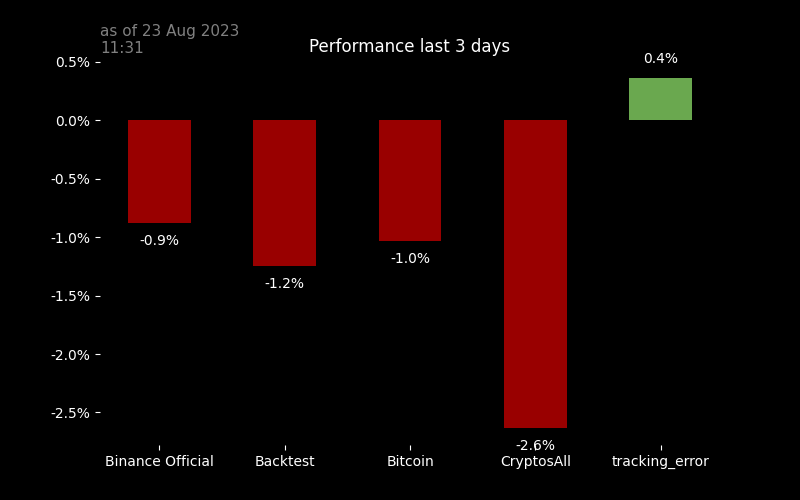 as of 23 Aug 2023
11:31
Performance last 3 days
0.5%
0.0%
-0.5%
-1.0%
-1.5%
-2.0%
-2.5%
-0.9%
-1.2%
-1.0%
-2.6%
0.4%
Binance Official
Backtest
Bitcoin
CryptosAll
tracking_error